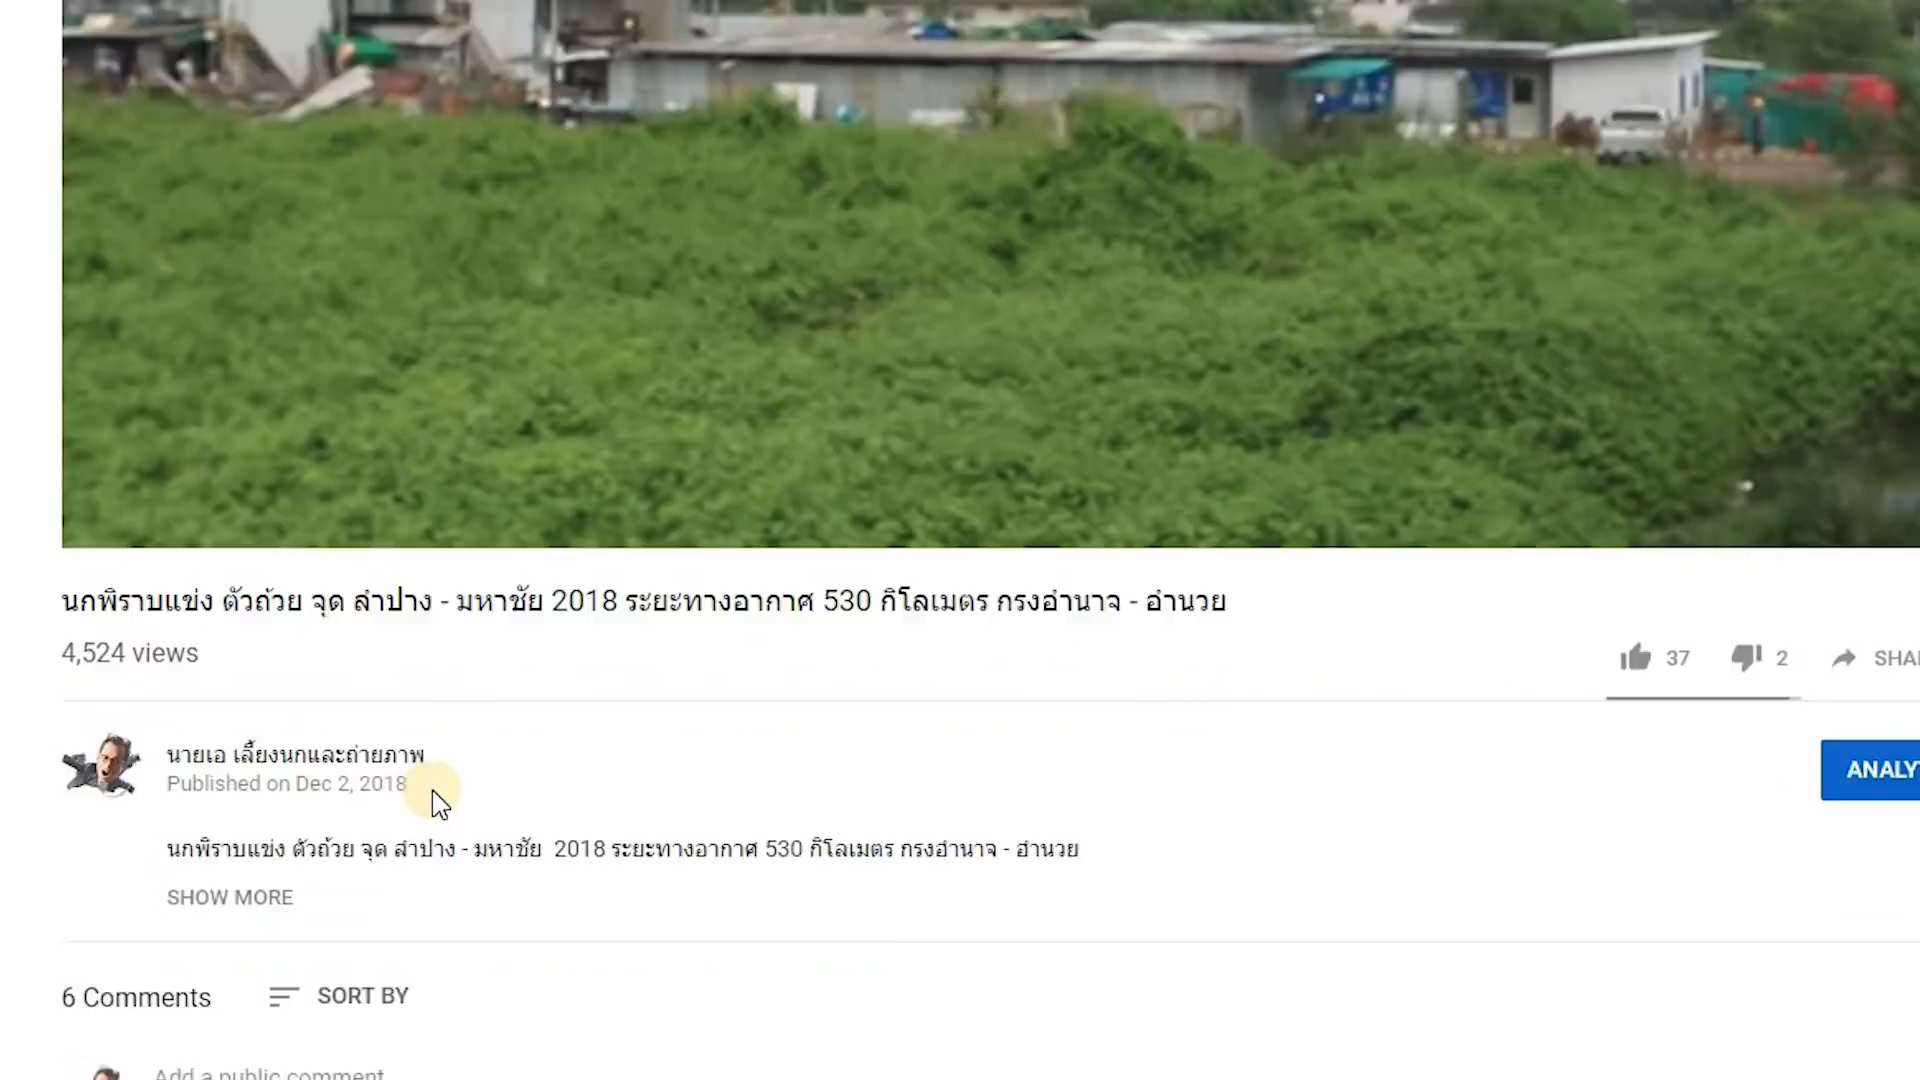 นกพิราบแข่ง ตัวถ้วย จุด ลำปาง - มหาชัย 2018 ระยะทางอากาศ 530 กิโลเมตร กรงอำนาจ - อำนวย
4,524 views
37
2
SHA
นายเอ เลี้ยงนกและถ่ายภาพ
Published on Dec 2, 2018
ANALY
นกพิราบแข่ง ตัวถ้วย จุด ลำปาง - มหาชัย 2018 ระยะทางอากาศ 530 กิโลเมตร กรงอำนาจ - อำนวย
SHOW MORE
6 Comments
SORT BY
Add a public comment